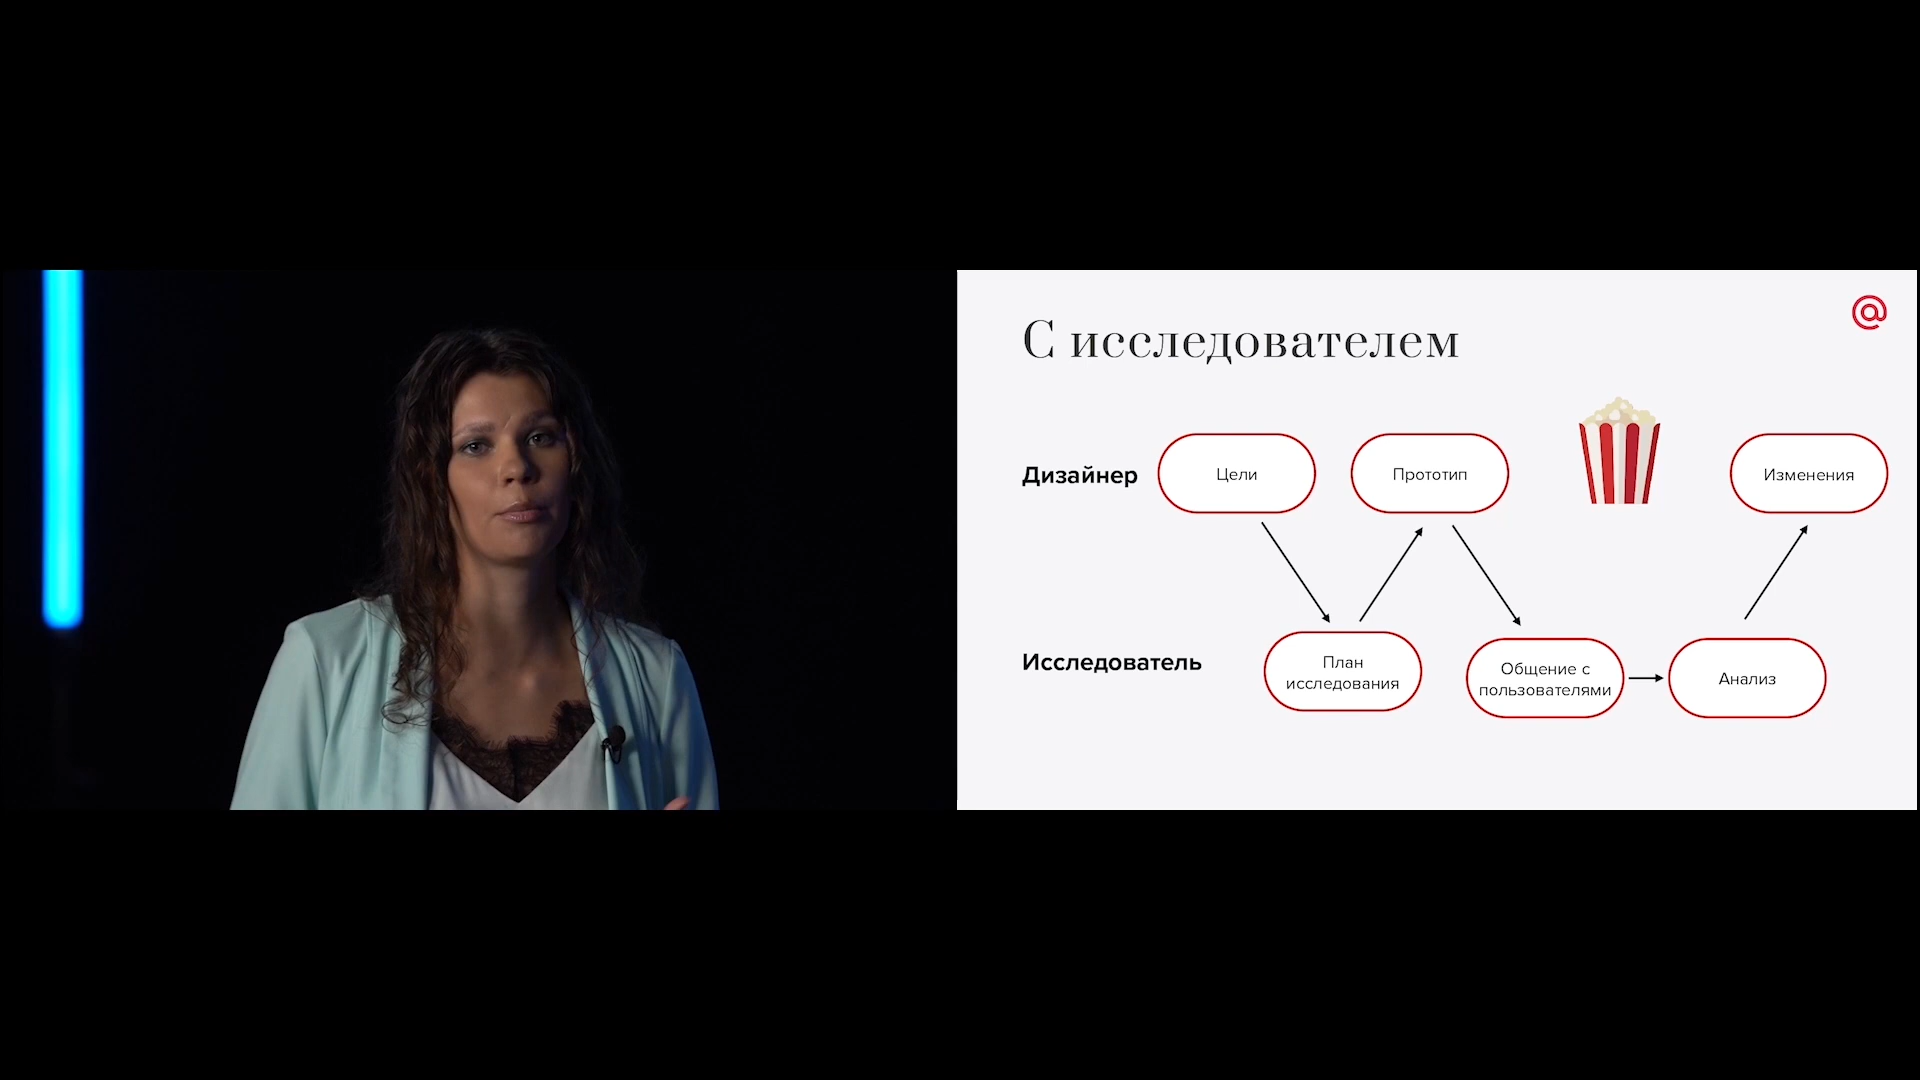 С исследователем
@
Дизайнер
Цели
Прототип
Изменения
Исследователь
План
исследования
Общение с
пользователями
Анализ